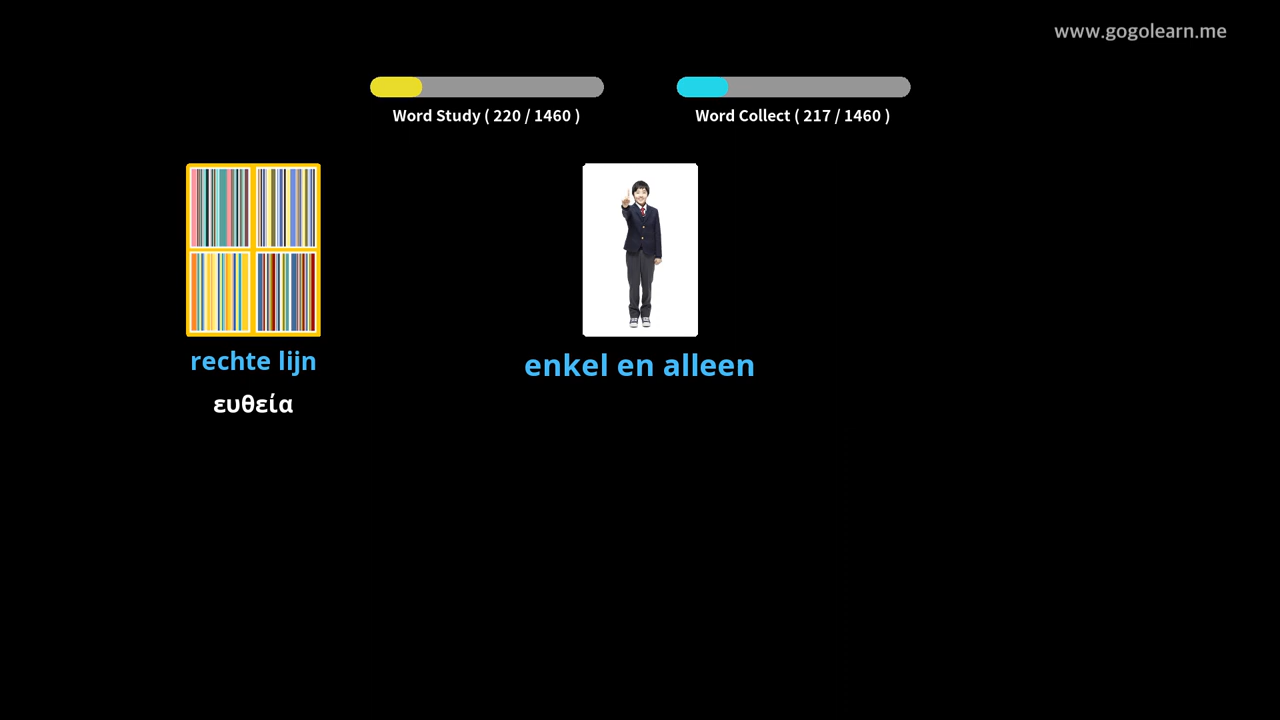 www.gogolearn.me
Word Study ( 220 / 1460 )
Word Collect ( 217 / 1460 )
rechte lijn
ευθεία
enkel en alleen